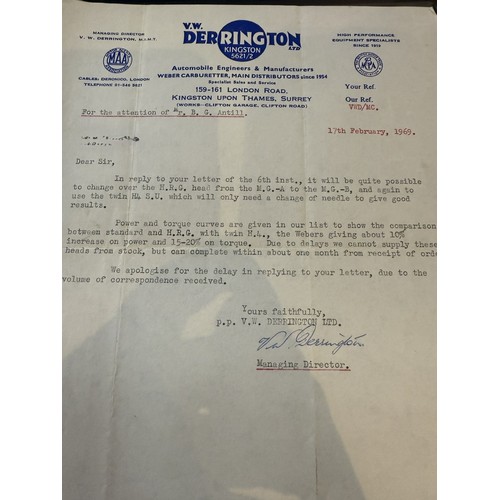 MANAGING DIRECTOR
V. W. DERRINGTON, M.I.M.T.
MAA
CABLES: DERORCO, LONDON
TELEPHONE 01-546 5621
V.W.
DERRINGTON
LTD
KINGSTON
5621/2
Automobile Engineers & Manufacturers
WEBER CARBURETTER, MAIN DISTRIBUTORS since 1954
Specialist Sales and Service
159-161 LONDON ROAD,
KINGSTON UPON THAMES, SURREY
(WORKS—CLIFTON GARAGE, CLIFTON ROAD)
HIGH PERFORMANCE
EQUIPMENT SPECIALISTS
SINCE 1919
Your Ref.
Our Ref.
VWD/MC.
For the attention of Mr. B. G. Antill.
17th February, 1969.
Dear Sir,
In reply to your letter of the 6th inst., it will be quite possible
to change over the H.R.G. head from the M.G.-A to the M.G-B, and again to
use the twin H4 S.U, which will only need a change of needle to give good
results.
Power and torque curves are given in our list to show the comparison
between standard and H.R.G. with twin H.4., the Webers giving about 10%
increase on power and 15-20% on torque. Due to delays we cannot supply these
heads from stock, but can complete within about one month from receipt of orde
We apologise for the delay in replying to your letter, due to the
volume of correspondence received.
Yours faithfully,
p.p. V.W. DERRINGTON LTD.
V.W. Derrington
Managing Director.